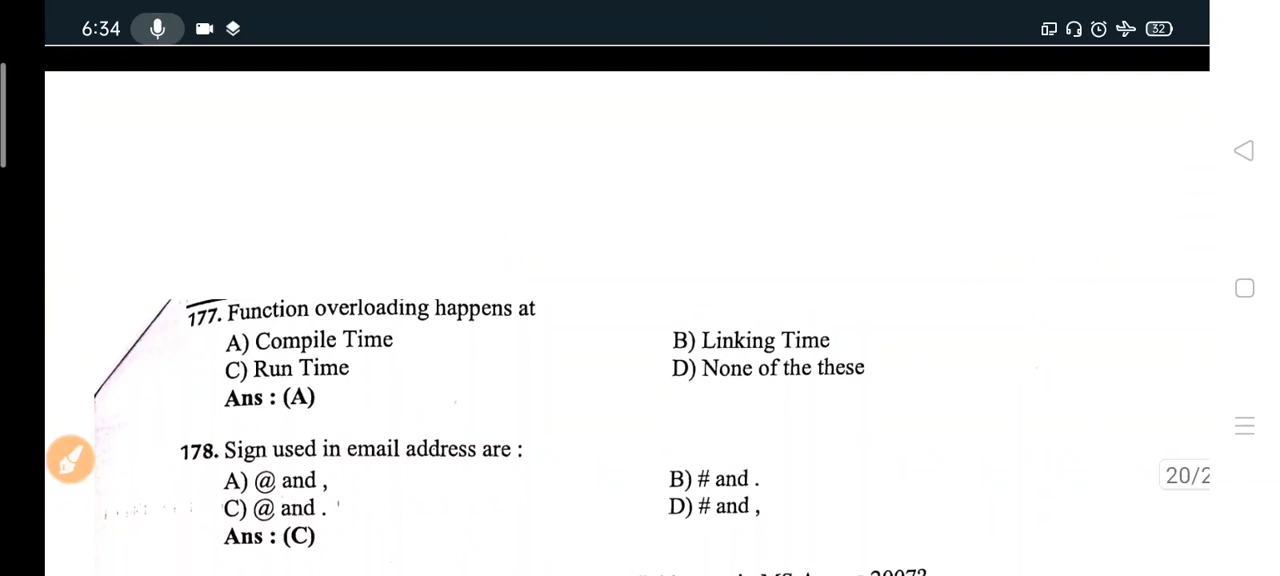 6:34
32
177. Function overloading happens at
A) Compile Time
B) Linking Time
C) Run Time
D) None of the these
Ans : (A)
178. Sign used in email address are :
A) @ and ,
B) # and .
C) @ and .
D) # and ,
Ans : (C)
20/2